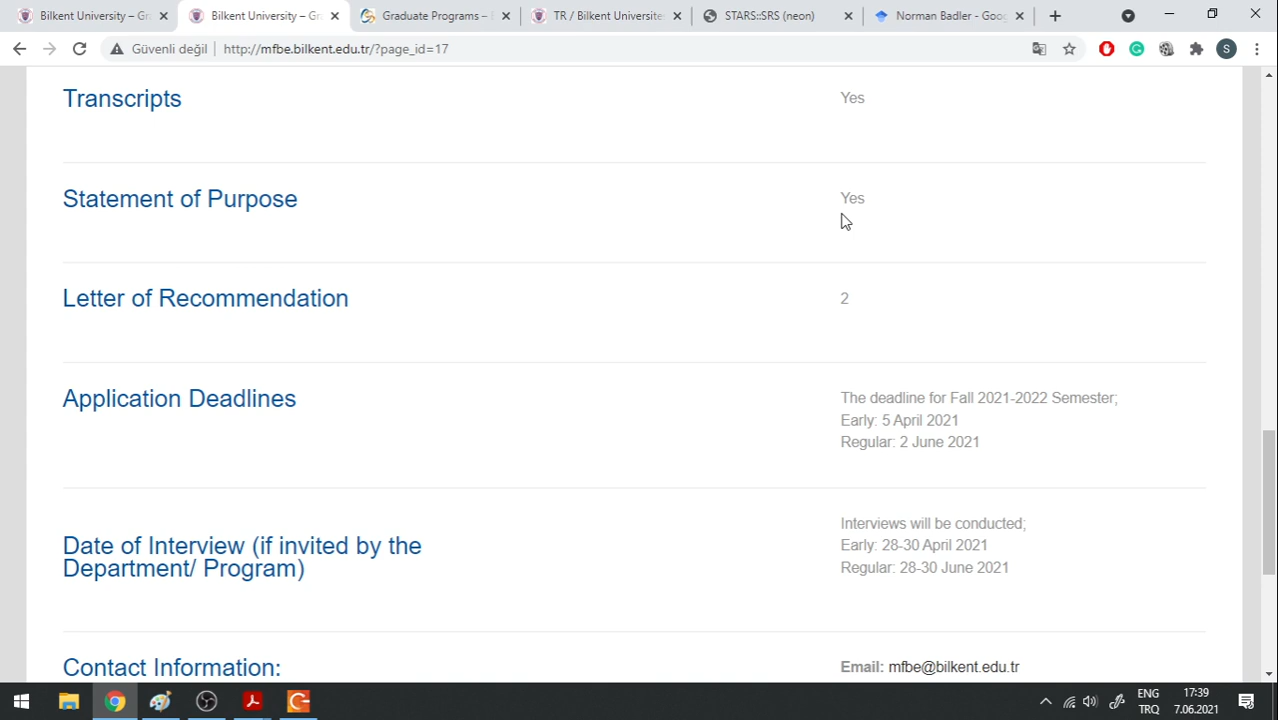 Bilkent University – Gr
Bilkent University – Gr
Graduate Programs –
TR / Bilkent Üniversite
STARS::SRS (neon)
Norman Badler - Goo
Güvenli değil
http://mfbe.bilkent.edu.tr/?page_id=17
S
Transcripts
Yes
Statement of Purpose
Yes
Letter of Recommendation
2
Application Deadlines
The deadline for Fall 2021-2022 Semester;
Early: 5 April 2021
Regular: 2 June 2021
Date of Interview (if invited by the
Department/ Program)
Interviews will be conducted;
Early: 28-30 April 2021
Regular: 28-30 June 2021
Contact Information:
Email: mfbe@bilkent.edu.tr
ENG
TRQ
17:39
7.06.2021